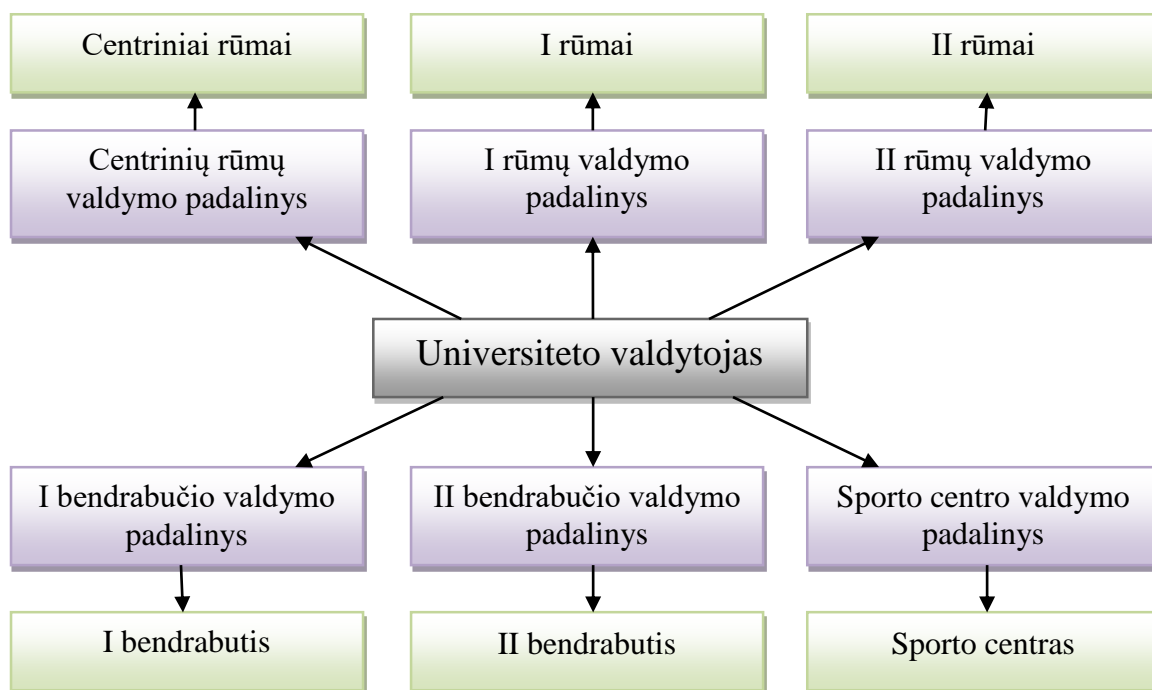 Centriniai rūmai
I rūmai
II rūmai
Centrinių rūmų
valdymo padalinys
I rūmų valdymo
padalinys
II rūmų valdymo
padalinys
Universiteto valdytojas
I bendrabučio valdymo
padalinys
II bendrabučio valdymo
padalinys
Sporto centro valdymo
padalinys
I bendrabutis
II bendrabutis
Sporto centras